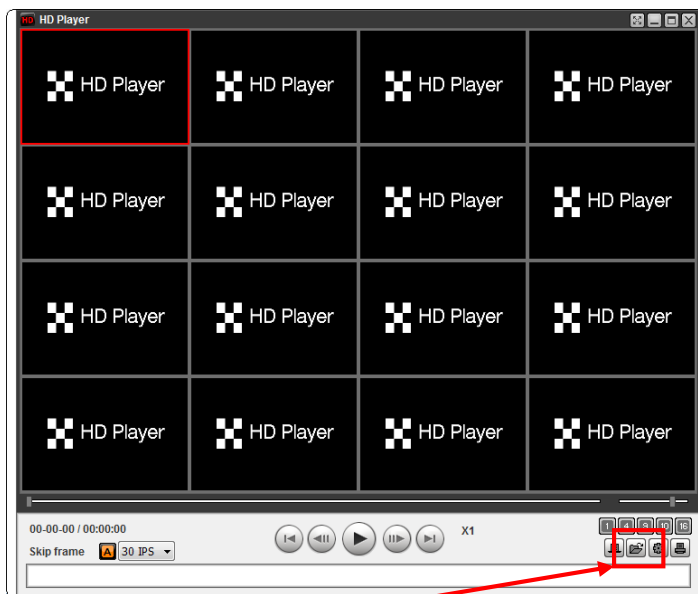 HD HD Player
HD Player HD Player HD Player HD Player
HD Player HD Player HD Player HD Player
HD Player HD Player HD Player HD Player
HD Player HD Player HD Player HD Player
00-00-00 / 00:00:00
X1
1 4 9 10 16
Skip frame A 30 IPS